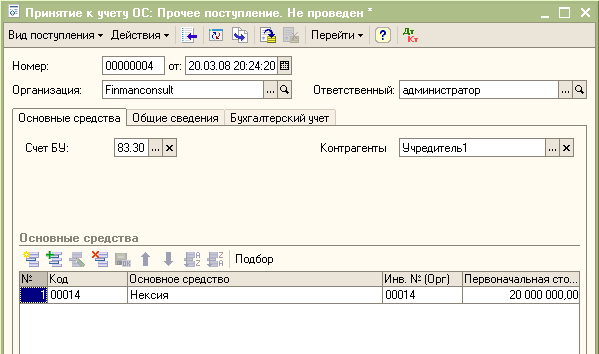 Принятие к учету ОС: Прочее поступление. Не проведен *
Вид поступления Действия Перейти ? Дт Кт
Номер: 00000004 от: 20.03.08 20:24:20
Организация: Finmanconsult ... Ответственный: администратор ...
Основные средства Общие сведения Бухгалтерский учет
Счет БУ: 83.30 ... × Контрагенты Учредитель1 ... ×
Основные средства
Подбор
№ Код Основное средство Инв. № (Орг) Первоначальная сто...
1 00014 Нексия 00014 20 000 000,00